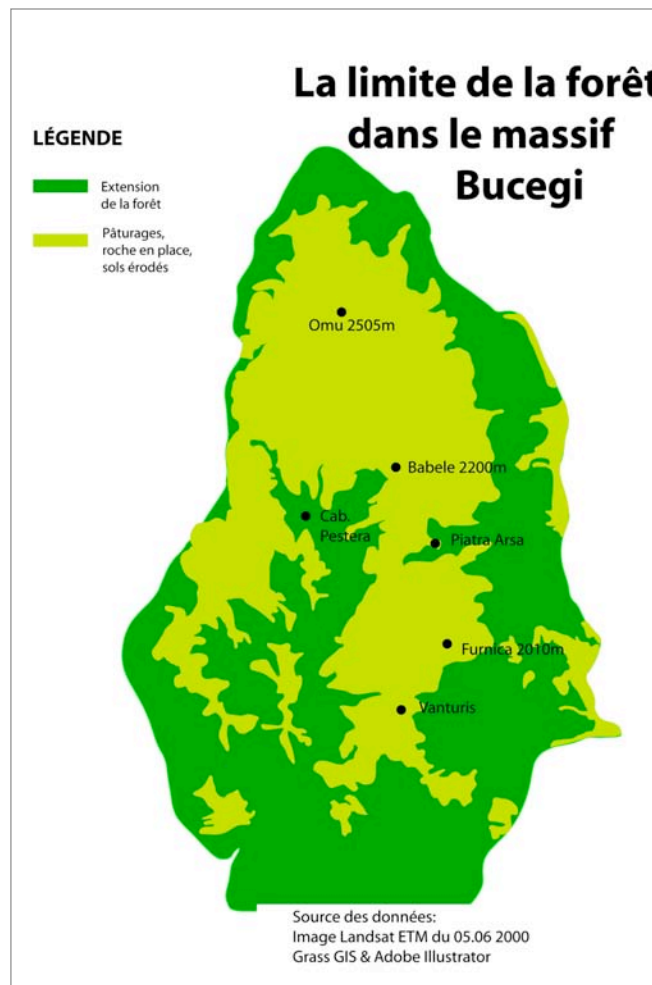 La limite de la forêt
dans le massif
Bucegi
LÉGENDE
Extension
de la forêt
Pâturages,
roche en place,
sols érodés
Omu 2505m
Babele 2200m
Cab.
Pestera
Piatra Arsa
Furnica 2010m
Vanturis
Source des données:
Image Landsat ETM du 05.06 2000
Grass GIS & Adobe Illustrator